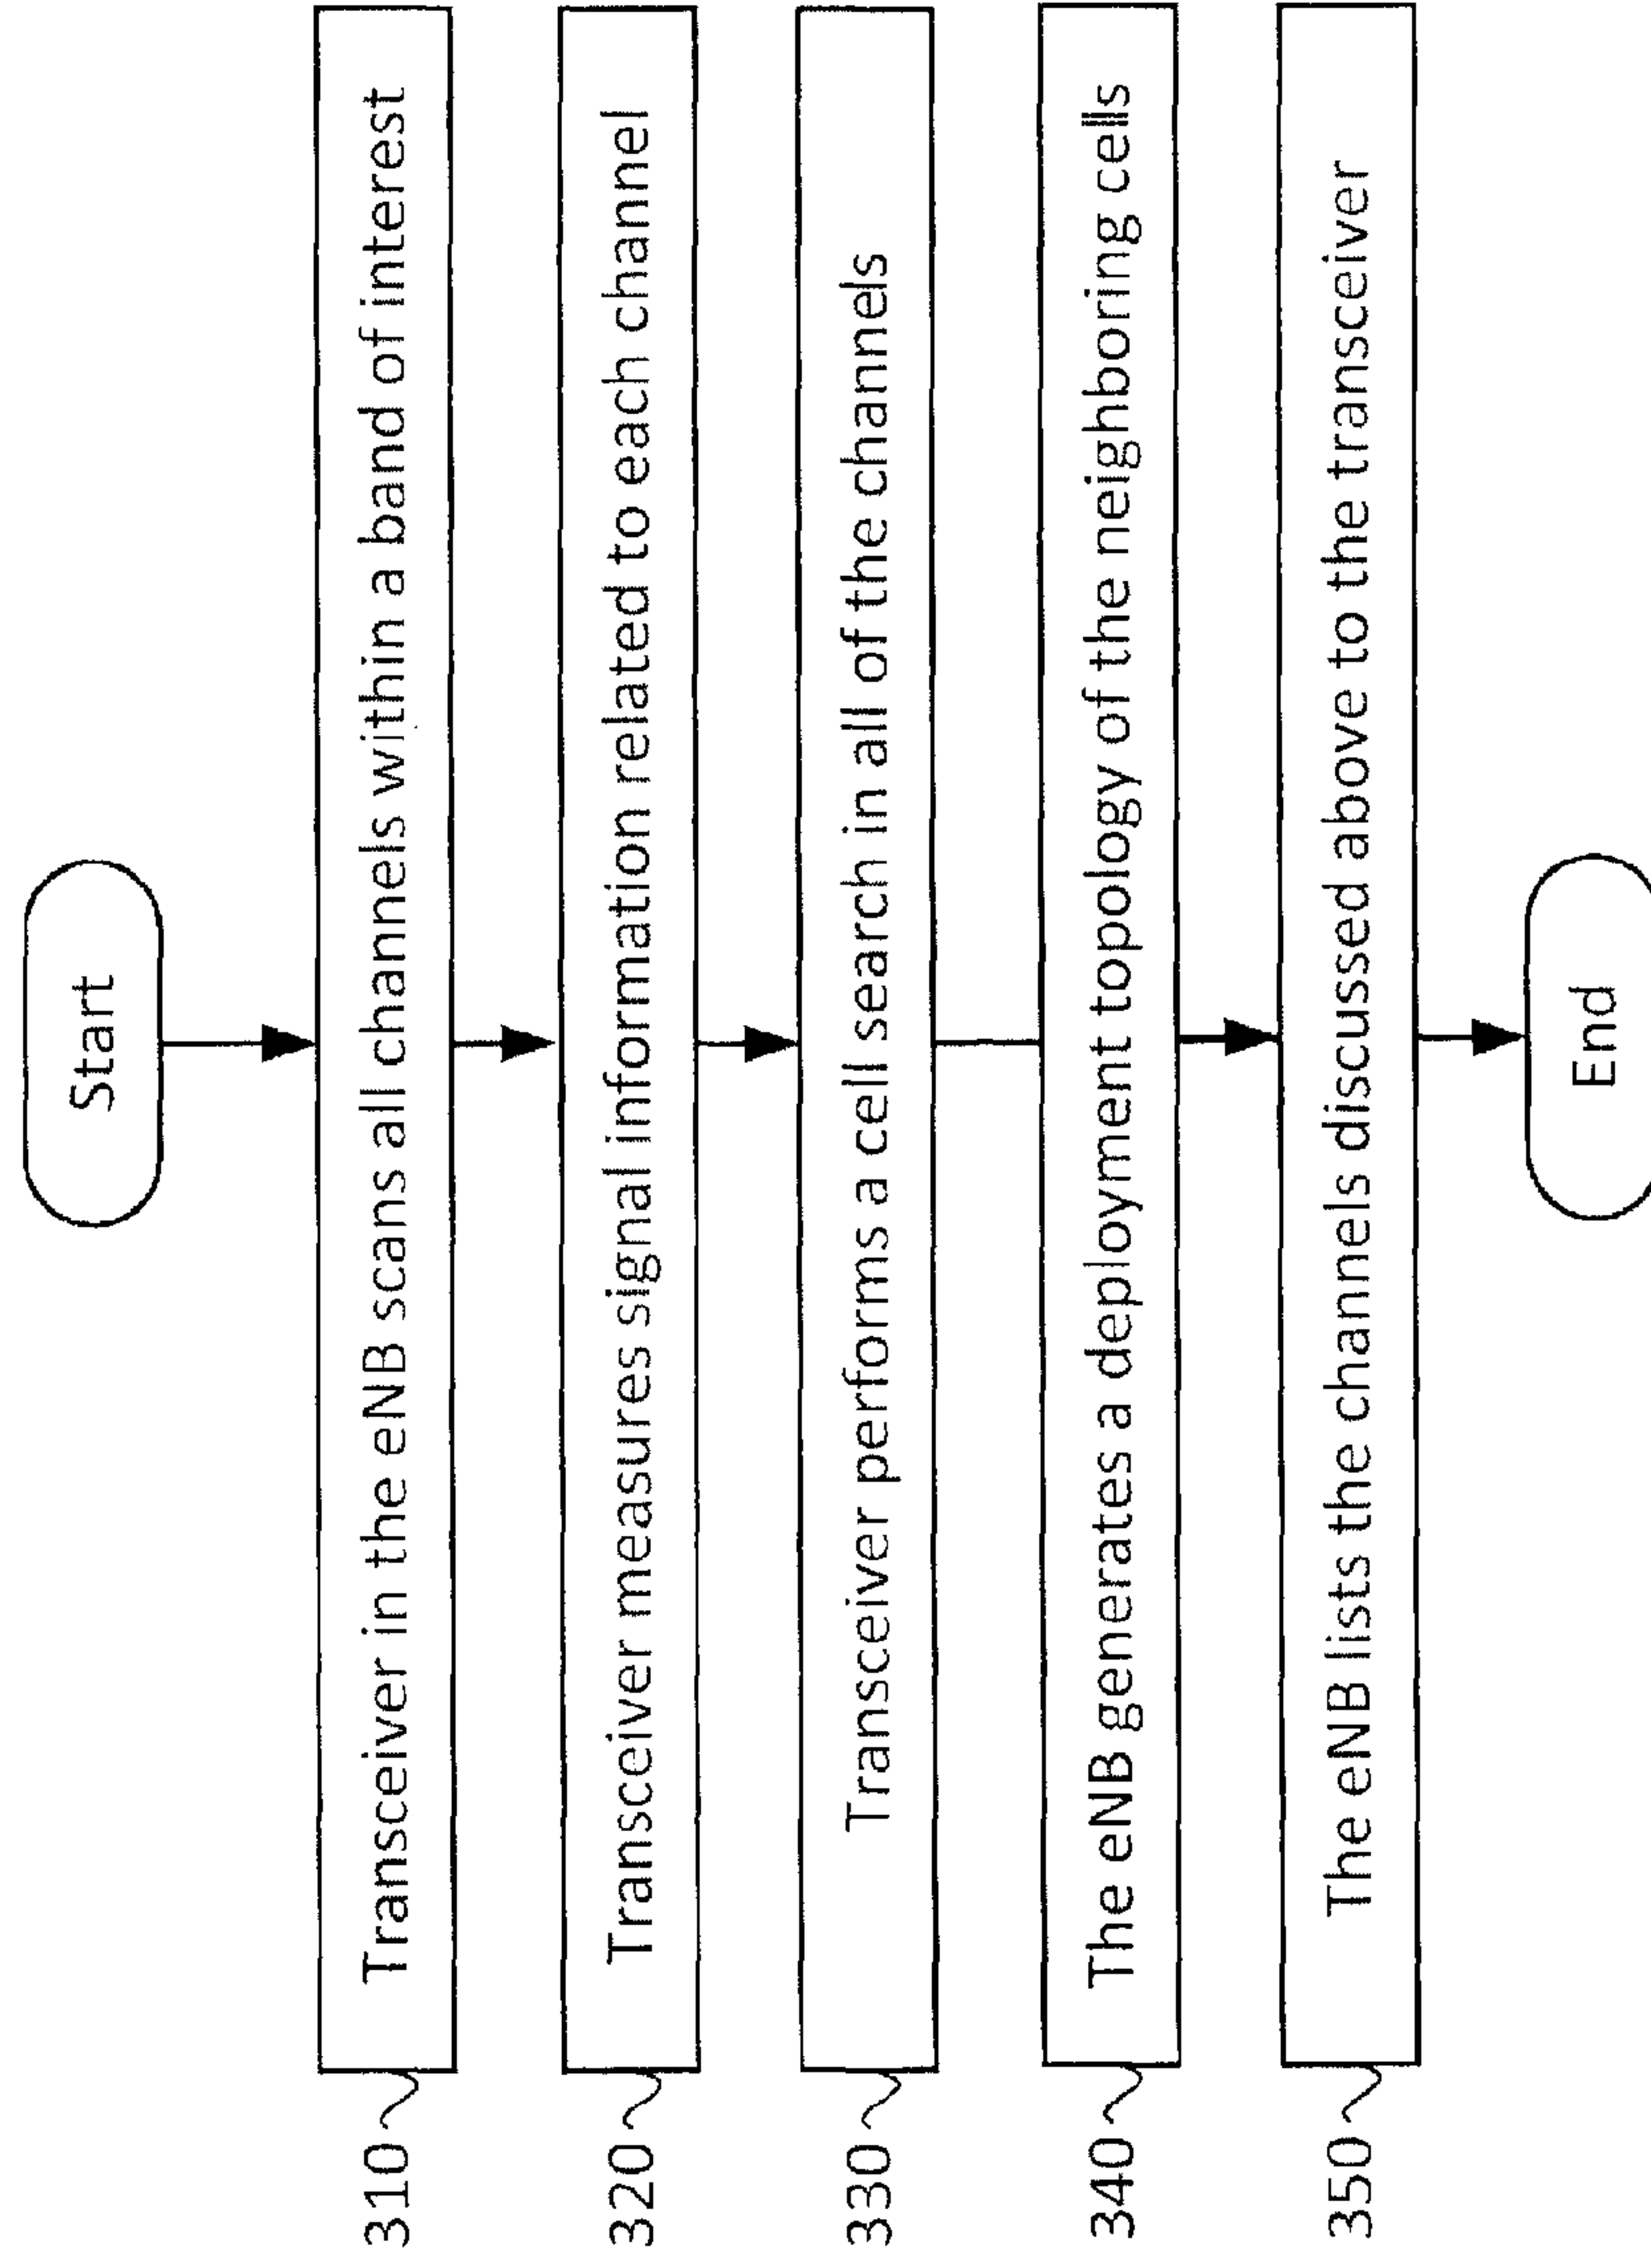 Start
310 Transceiver in the eNB scans all channels within a band of interest
320 Transceiver measures signal information related to each channel
330 Transceiver performs a cell search in all of the channels
340 The eNB generates a deployment topology of the neighboring cells
350 The eNB lists the channels discussed above to the transceiver
End